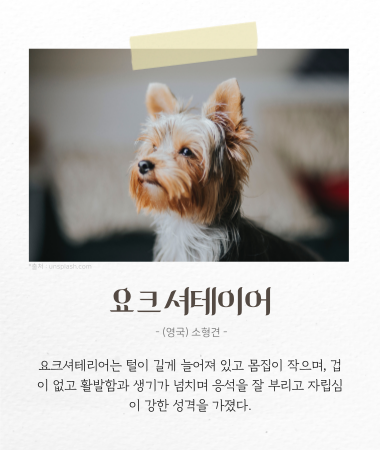 *출처 : unsplash.com
요크셔테이어
- (영국) 소형견 -
요크셔테리어는 털이 길게 늘어져 있고 몸집이 작으며, 겁
이 없고 활발함과 생기가 넘치며 응석을 잘 부리고 자립심
이 강한 성격을 가졌다.